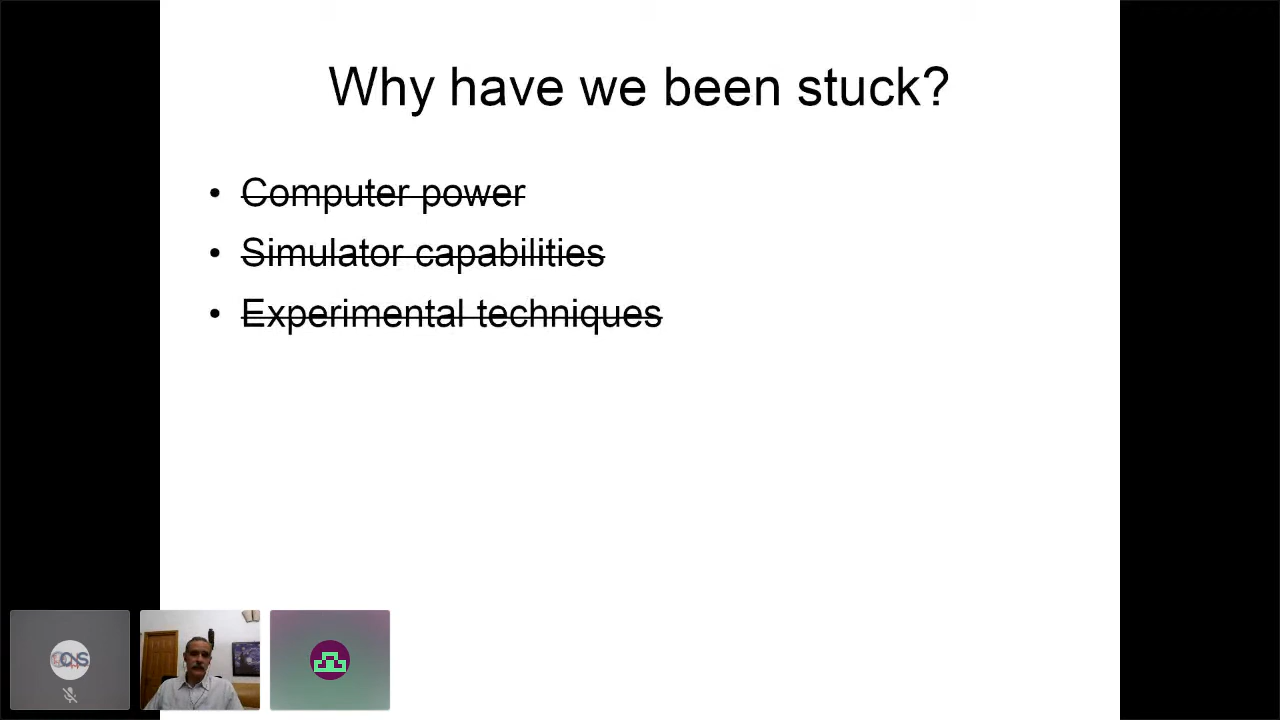 Why have we been stuck?
• Computer power
• Simulator capabilities
• Experimental techniques